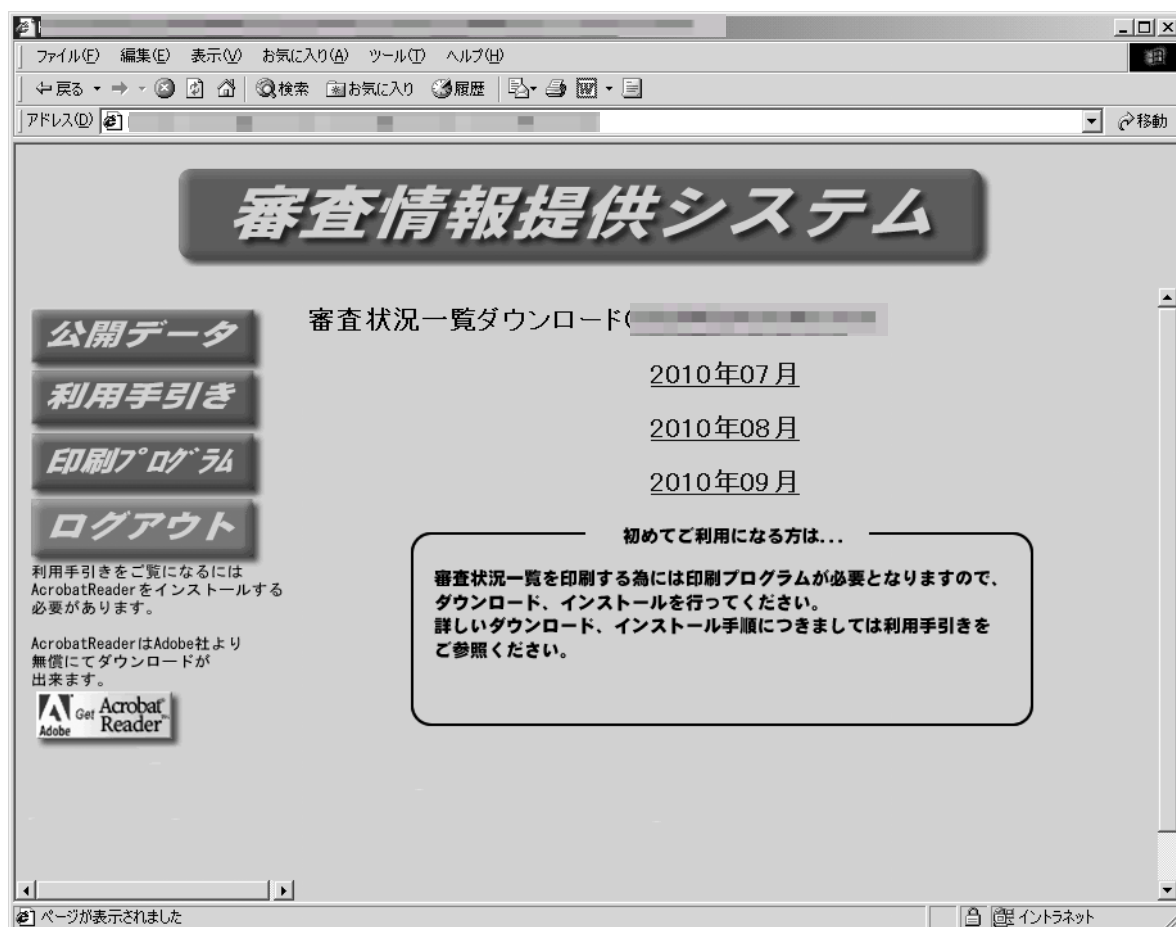 ファイル(F) 編集(E) 表示(V) お気に入り(A) ツール(T) ヘルプ(H)
戻る 検索 お気に入り 履歴
アドレス(D) 移動
審査情報提供システム
公開データ
利用手引き
印刷プログラム
ログアウト
利用手引きをご覧になるには
AcrobatReaderをインストールする
必要があります。
AcrobatReaderはAdobe社より
無償にてダウンロードが
出来ます。
Adobe Get Acrobat Reader
審査状況一覧ダウンロード(
2010年07月
2010年08月
2010年09月
初めてご利用になる方は...
審査状況一覧を印刷する為には印刷プログラムが必要となりますので、
ダウンロード、インストールを行ってください。
詳しいダウンロード、インストール手順につきましては利用手引きを
ご参照ください。
ページが表示されました イントラネット